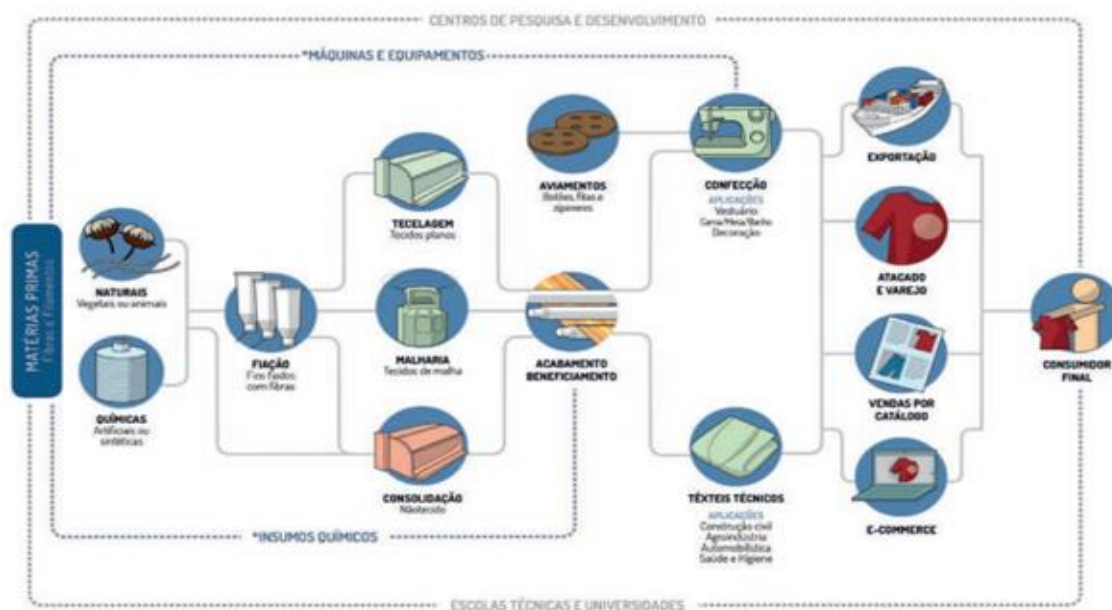 CENTROS DE PESQUISA E DESENVOLVIMENTO
*MÁQUINAS E EQUIPAMENTOS
MATÉRIAS PRIMAS
Fibras e Filamentos
NATURAIS
Vegetais ou animais
QUÍMICAS
Artificiais ou
sintéticas
FIAÇÃO
Fios fiados
com fibras
TECELAGEM
Tecidos planos
MALHARIA
Tecidos de malha
CONSOLIDAÇÃO
Nãotecido
AVIAMENTOS
Botões, fitas e
zíperes
ACABAMENTO
BENEFICIAMENTO
CONFECÇÃO
APLICAÇÕES
Vestuário
Cama/Mesa/Banho
Decoração
TÊXTEIS TÉCNICOS
APLICAÇÕES
Construção civil
Agroindústria
Automobilística
Saúde e Higiene
EXPORTAÇÃO
ATACADO
E VAREJO
VENDAS POR
CATÁLOGO
E-COMMERCE
CONSUMIDOR
FINAL
*INSUMOS QUÍMICOS
ESCOLAS TÉCNICAS E UNIVERSIDADES